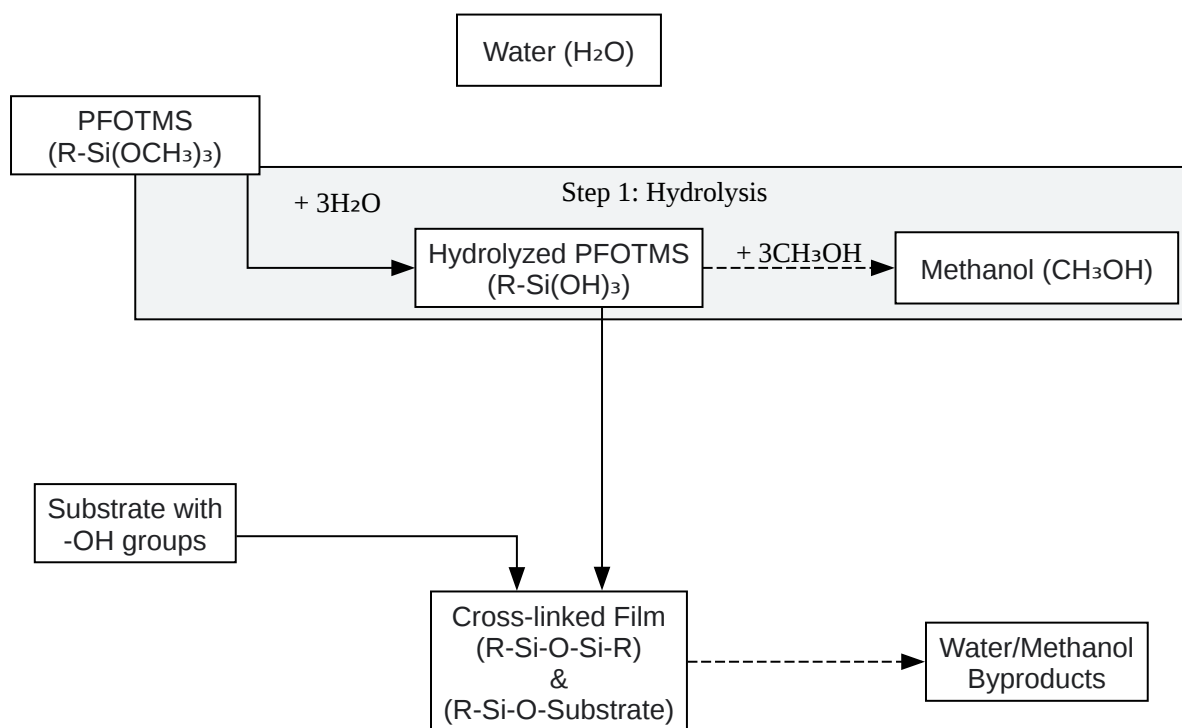 Water (H₂O)
PFOTMS
(R-Si(OCH₃)₃)
Step 1: Hydrolysis
+ 3H₂O
Hydrolyzed PFOTMS
(R-Si(OH)₃)
+ 3CH₃OH
Methanol (CH₃OH)
Substrate with
-OH groups
Cross-linked Film
(R-Si-O-Si-R)
&
(R-Si-O-Substrate)
Water/Methanol
Byproducts